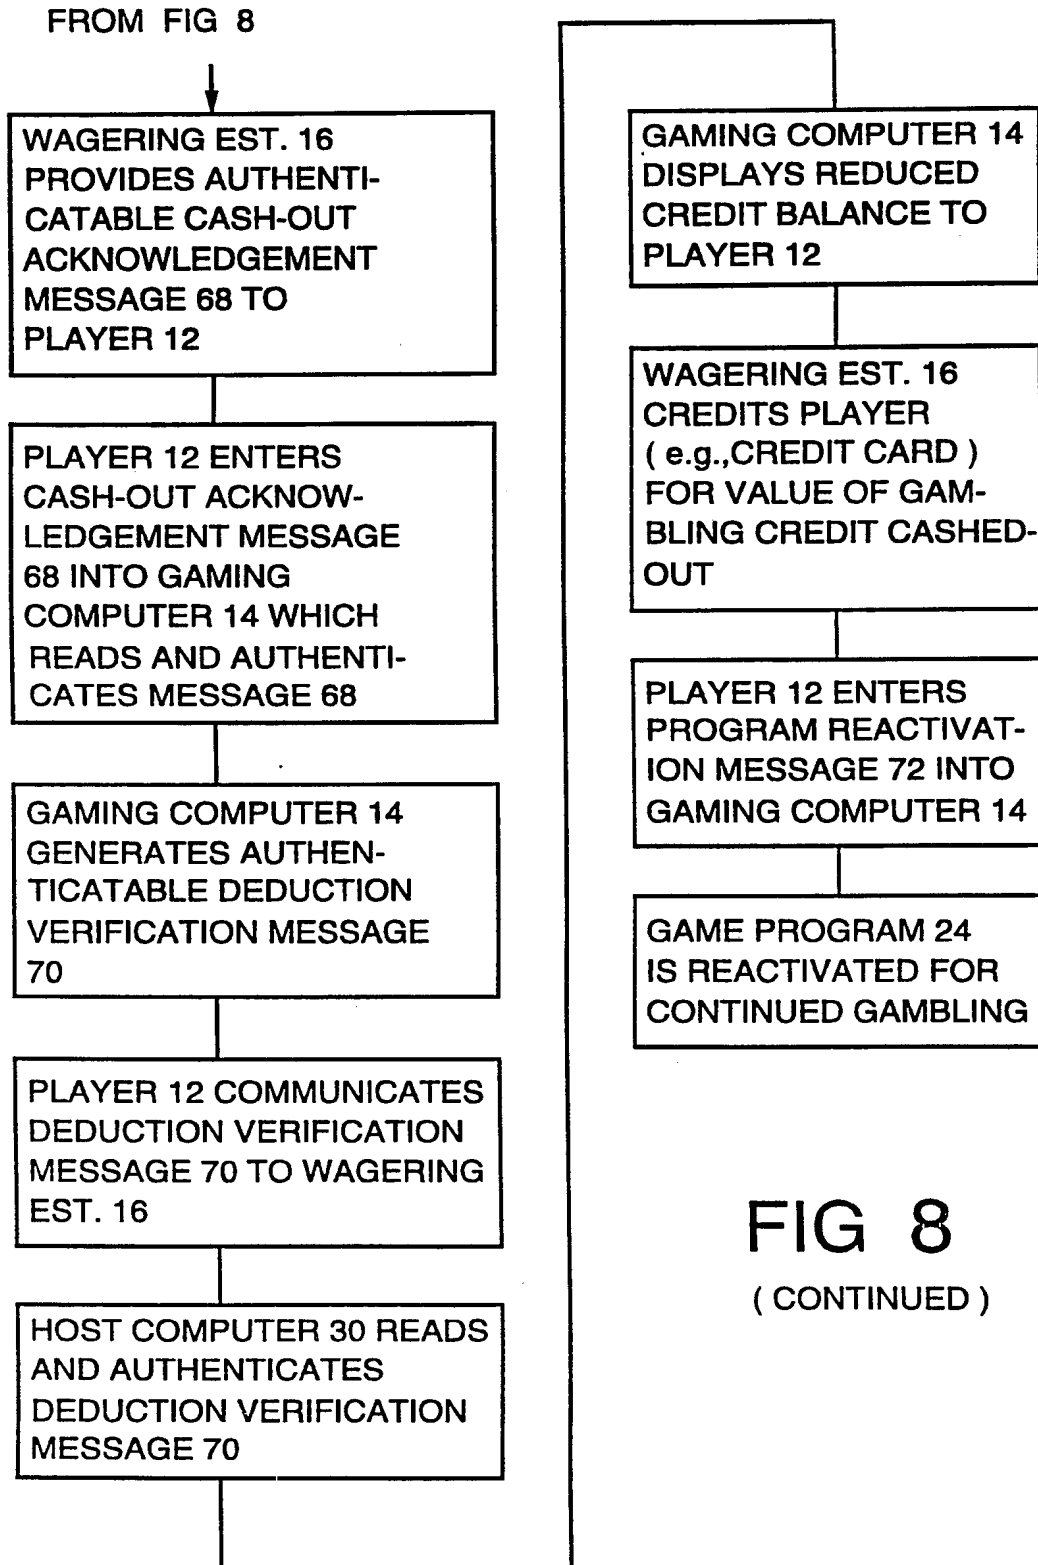 FROM FIG 8
WAGERING EST. 16
PROVIDES AUTHENTI-
CATABLE CASH-OUT
ACKNOWLEDGEMENT
MESSAGE 68 TO
PLAYER 12
PLAYER 12 ENTERS
CASH-OUT ACKNOW-
LEDGEMENT MESSAGE
68 INTO GAMING
COMPUTER 14 WHICH
READS AND AUTHENTI-
CATES MESSAGE 68
GAMING COMPUTER 14
GENERATES AUTHEN-
TICATABLE DEDUCTION
VERIFICATION MESSAGE
70
PLAYER 12 COMMUNICATES
DEDUCTION VERIFICATION
MESSAGE 70 TO WAGERING
EST. 16
HOST COMPUTER 30 READS
AND AUTHENTICATES
DEDUCTION VERIFICATION
MESSAGE 70
GAMING COMPUTER 14
DISPLAYS REDUCED
CREDIT BALANCE TO
PLAYER 12
WAGERING EST. 16
CREDITS PLAYER
( e.g.,CREDIT CARD )
FOR VALUE OF GAM-
BLING CREDIT CASHED-
OUT
PLAYER 12 ENTERS
PROGRAM REACTIVAT-
ION MESSAGE 72 INTO
GAMING COMPUTER 14
GAME PROGRAM 24
IS REACTIVATED FOR
CONTINUED GAMBLING
FIG 8
( CONTINUED )